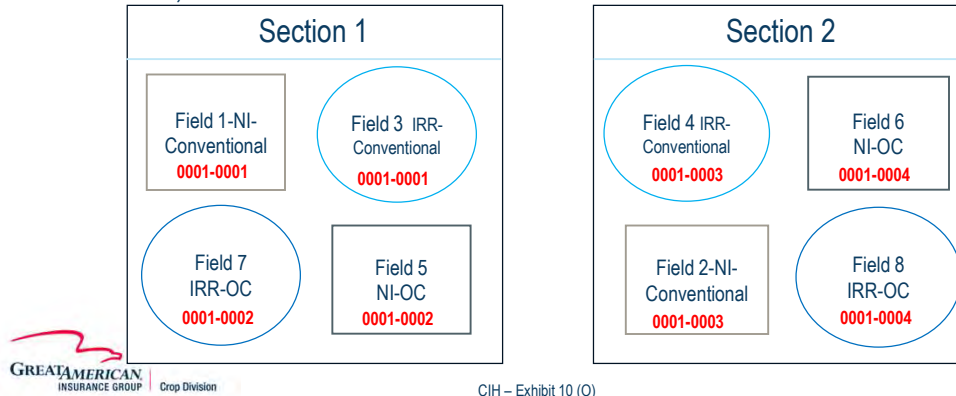 Section 1
Field 1-NI-
Conventional
0001-0001
Field 3 IRR-
Conventional
0001-0001
Field 7
IRR-OC
0001-0002
Field 5
NI-OC
0001-0002
Section 2
Field 4 IRR-
Conventional
0001-0003
Field 6
NI-OC
0001-0004
Field 2-NI-
Conventional
0001-0003
Field 8
IRR-OC
0001-0004
GREATAMERICAN.
INSURANCE GROUP Crop Division
CIH – Exhibit 10 (O)